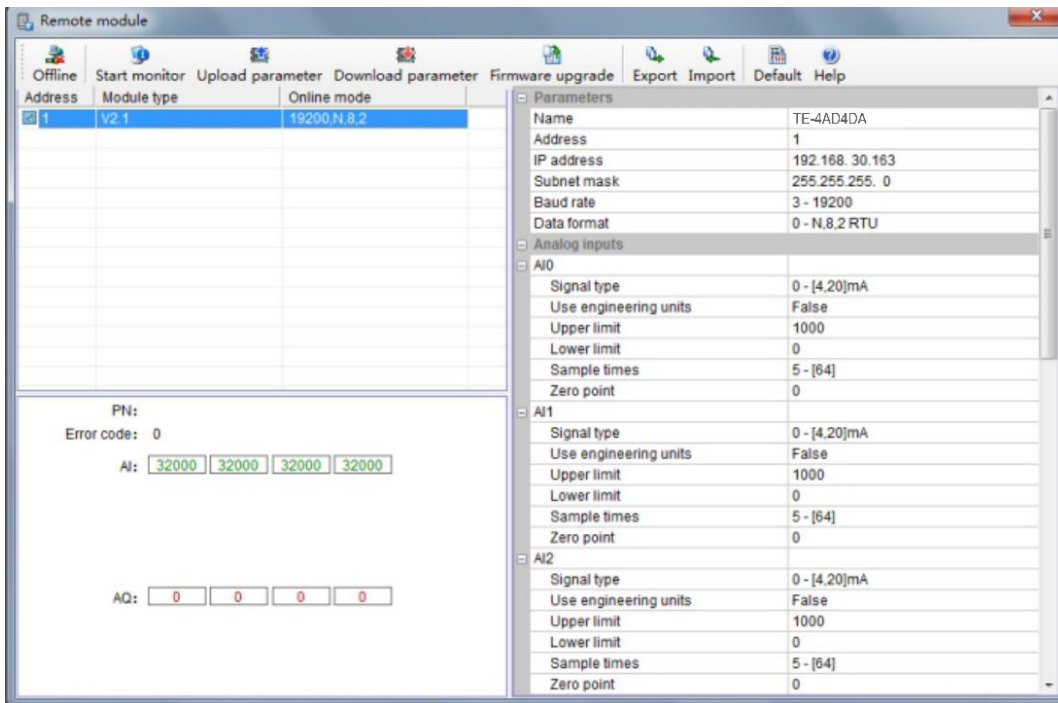 Remote module
Offline Start monitor Upload parameter Download parameter Firmware upgrade Export Import Default Help
Address Module type Online mode
1 V2.1 19200,N,8,2
PN:
Error code: 0
AI: 32000 32000 32000 32000
AQ: 0 0 0 0
Parameters
Name TE-4AD4DA
Address 1
IP address 192.168. 30.163
Subnet mask 255.255.255. 0
Baud rate 3 - 19200
Data format 0 - N,8,2 RTU
Analog inputs
AI0
Signal type 0 - [4,20]mA
Use engineering units False
Upper limit 1000
Lower limit 0
Sample times 5 - [64]
Zero point 0
AI1
Signal type 0 - [4,20]mA
Use engineering units False
Upper limit 1000
Lower limit 0
Sample times 5 - [64]
Zero point 0
AI2
Signal type 0 - [4,20]mA
Use engineering units False
Upper limit 1000
Lower limit 0
Sample times 5 - [64]
Zero point 0